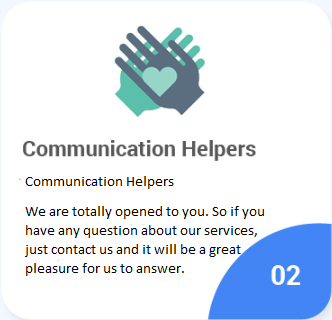 Communication Helpers
Communication Helpers
We are totally opened to you. So if you
have any question about our services,
just contact us and it will be a great
pleasure for us to answer.
02